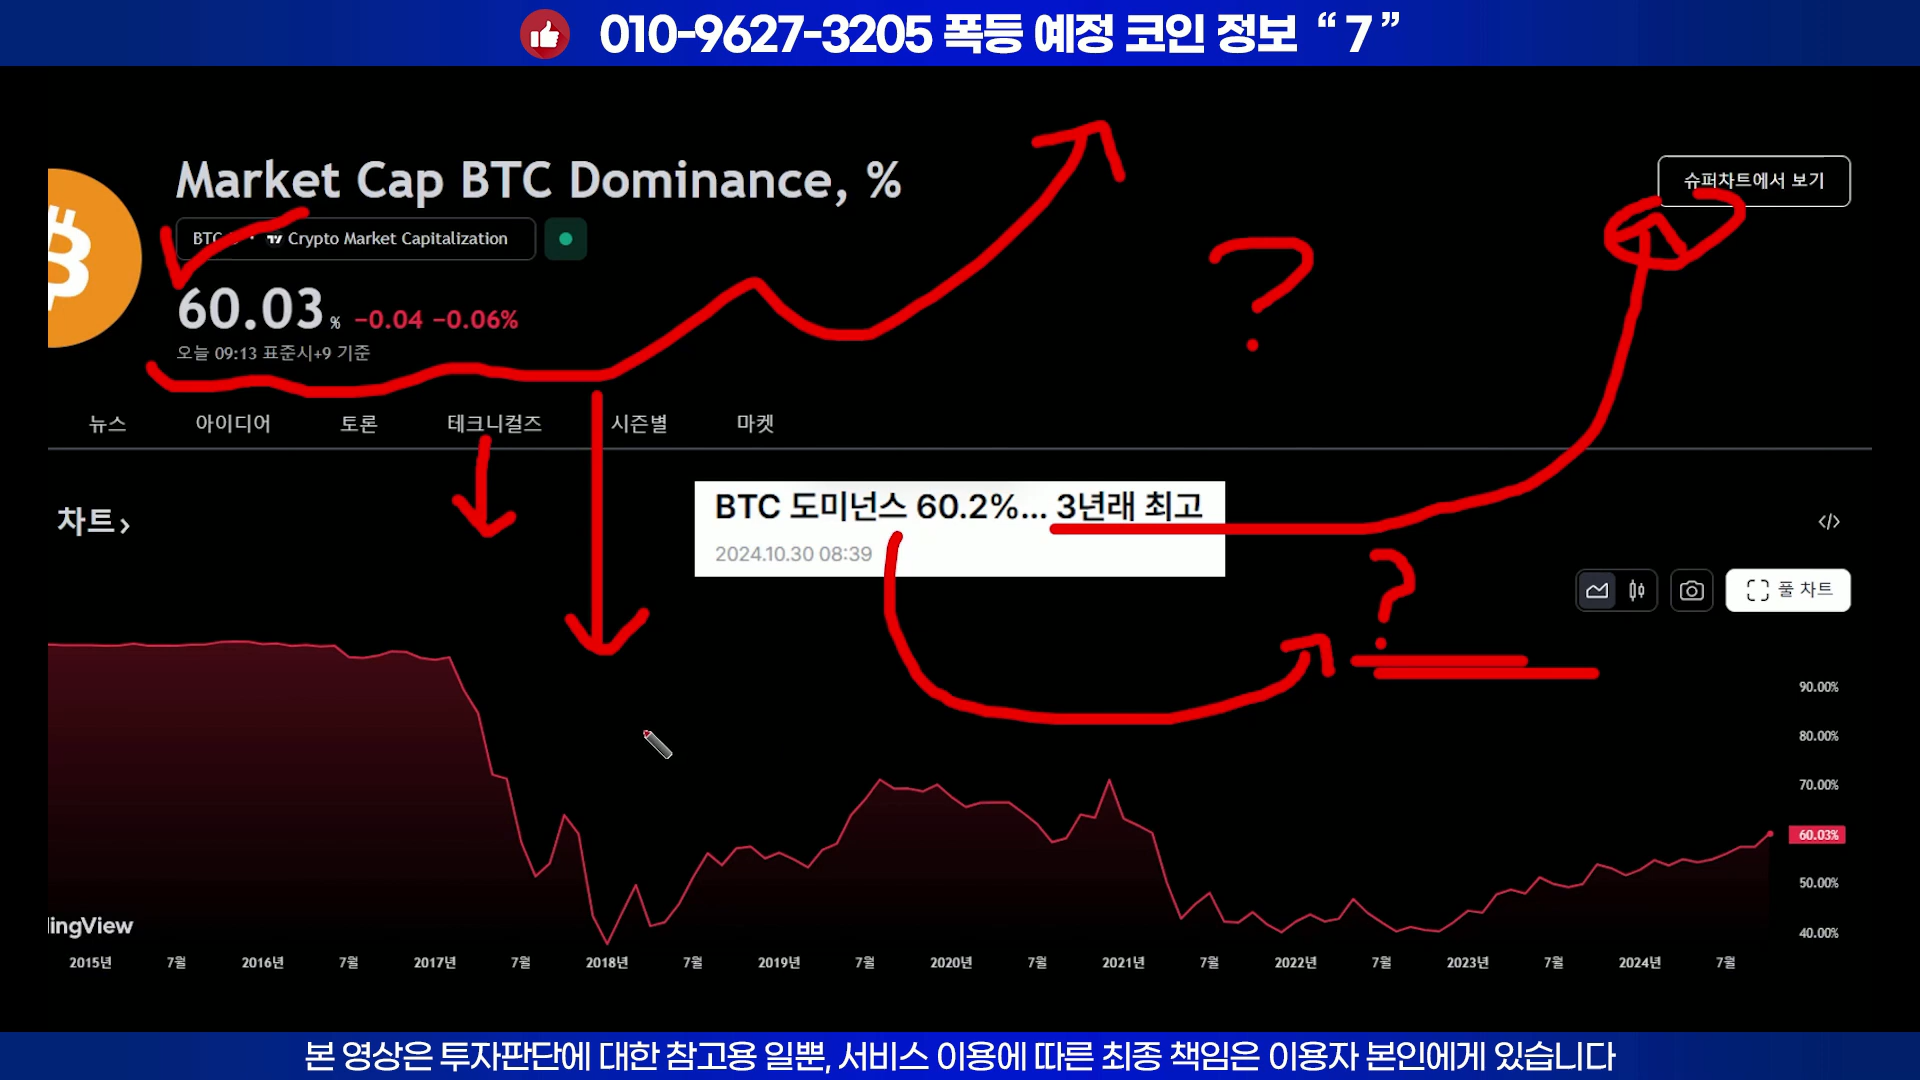 010-9627-3205 폭등 예정 코인 정보 “ 7 ”
Market Cap BTC Dominance, %
슈퍼차트에서 보기
BTC Crypto Market Capitalization
60.03 % −0.04 −0.06%
오늘 09:13 표준시+9 기준
뉴스 아이디어 토론 테크니컬즈 시즌별 마켓
BTC 도미넌스 60.2%... 3년래 최고
2024.10.30 08:39
차트 ›
</>
풀 차트
?
?
90.00%
80.00%
70.00%
60.03%
50.00%
40.00%
ingView
2015년 7월 2016년 7월 2017년 7월 2018년 7월 2019년 7월 2020년 7월 2021년 7월 2022년 7월 2023년 7월 2024년 7월
본 영상은 투자판단에 대한 참고용 일뿐, 서비스 이용에 따른 최종 책임은 이용자 본인에게 있습니다